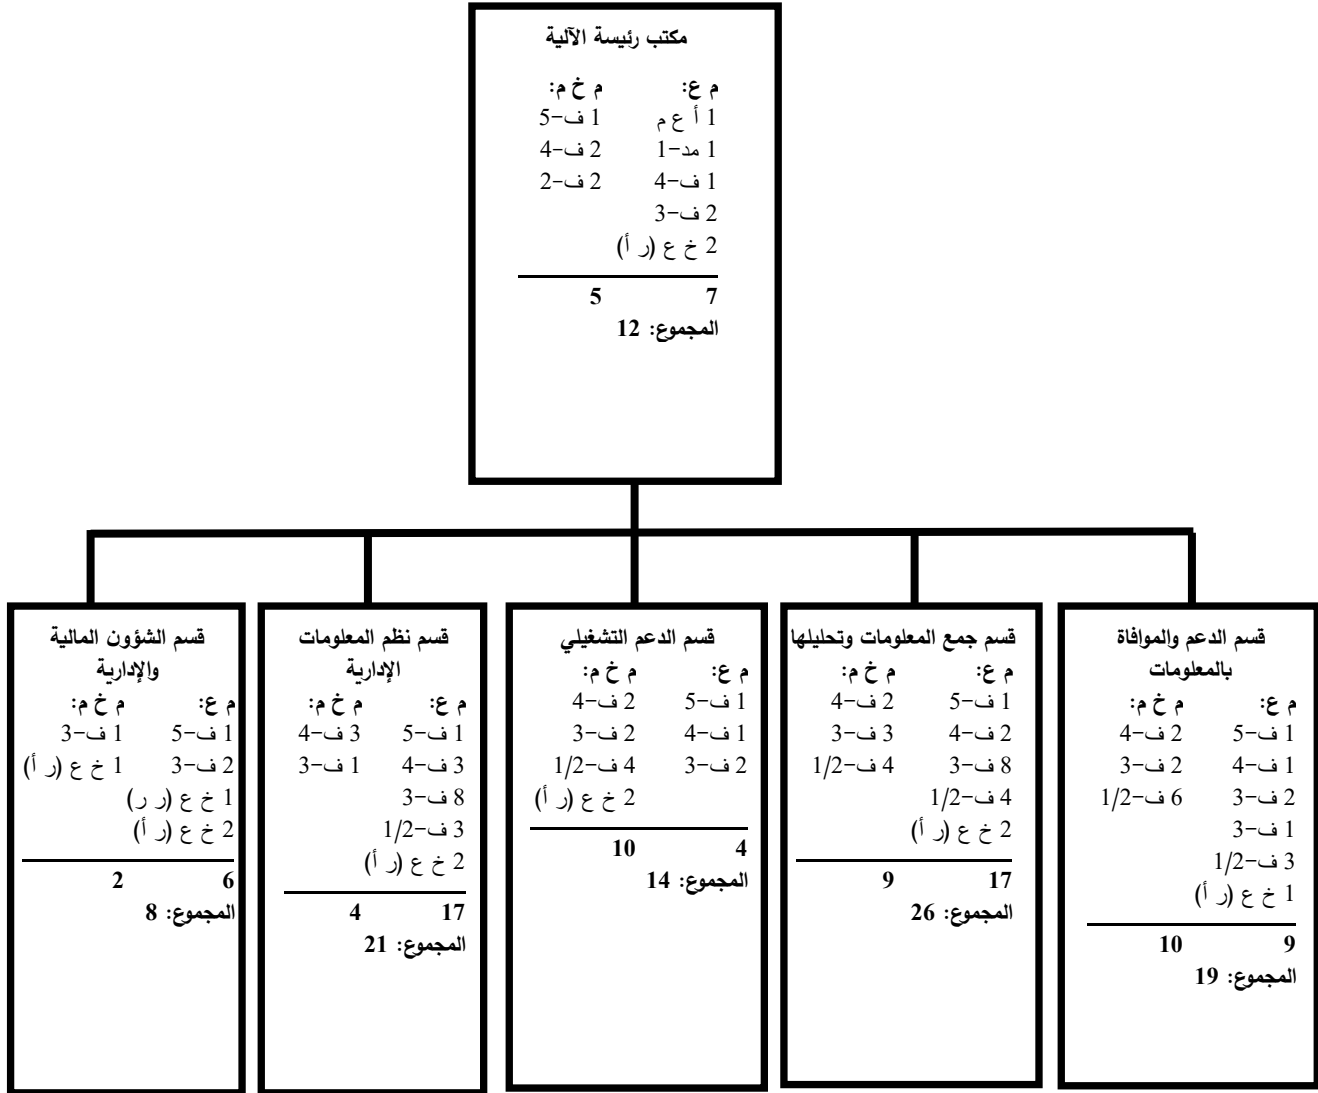 مكتب رئيسة الآلية
م ع: م خ م:
1 أ ع م 1 ف-5
1 مد-1 2 ف-4
1 ف-4 2 ف-2
2 ف-3
2 خ ع (ر أ)
7 5
المجموع: 12
قسم الدعم والموافاة
بالمعلومات
م ع: م خ م:
1 ف-5 2 ف-4
1 ف-4 2 ف-3
2 ف-3 6 ف-1/2
1 ف-3
3 ف-1/2
1 خ ع (ر أ)
9 10
المجموع: 19
قسم جمع المعلومات وتحليلها
م ع: م خ م:
1 ف-5 2 ف-4
2 ف-4 3 ف-3
8 ف-3 4 ف-1/2
4 ف-1/2
2 خ ع (ر أ)
17 9
المجموع: 26
قسم الدعم التشغيلي
م ع: م خ م:
1 ف-5 2 ف-4
1 ف-4 2 ف-3
2 ف-3 4 ف-1/2
2 خ ع (ر أ)
4 10
المجموع: 14
قسم نظم المعلومات
الإدارية
م ع: م خ م:
1 ف-5 3 ف-4
3 ف-4 1 ف-3
8 ف-3
3 ف-1/2
2 خ ع (ر أ)
17 4
المجموع: 21
قسم الشؤون المالية
والإدارية
م ع: م خ م:
1 ف-5 1 ف-3
2 ف-3 1 خ ع (ر أ)
1 خ ع (ر ر)
2 خ ع (ر أ)
6 2
المجموع: 8